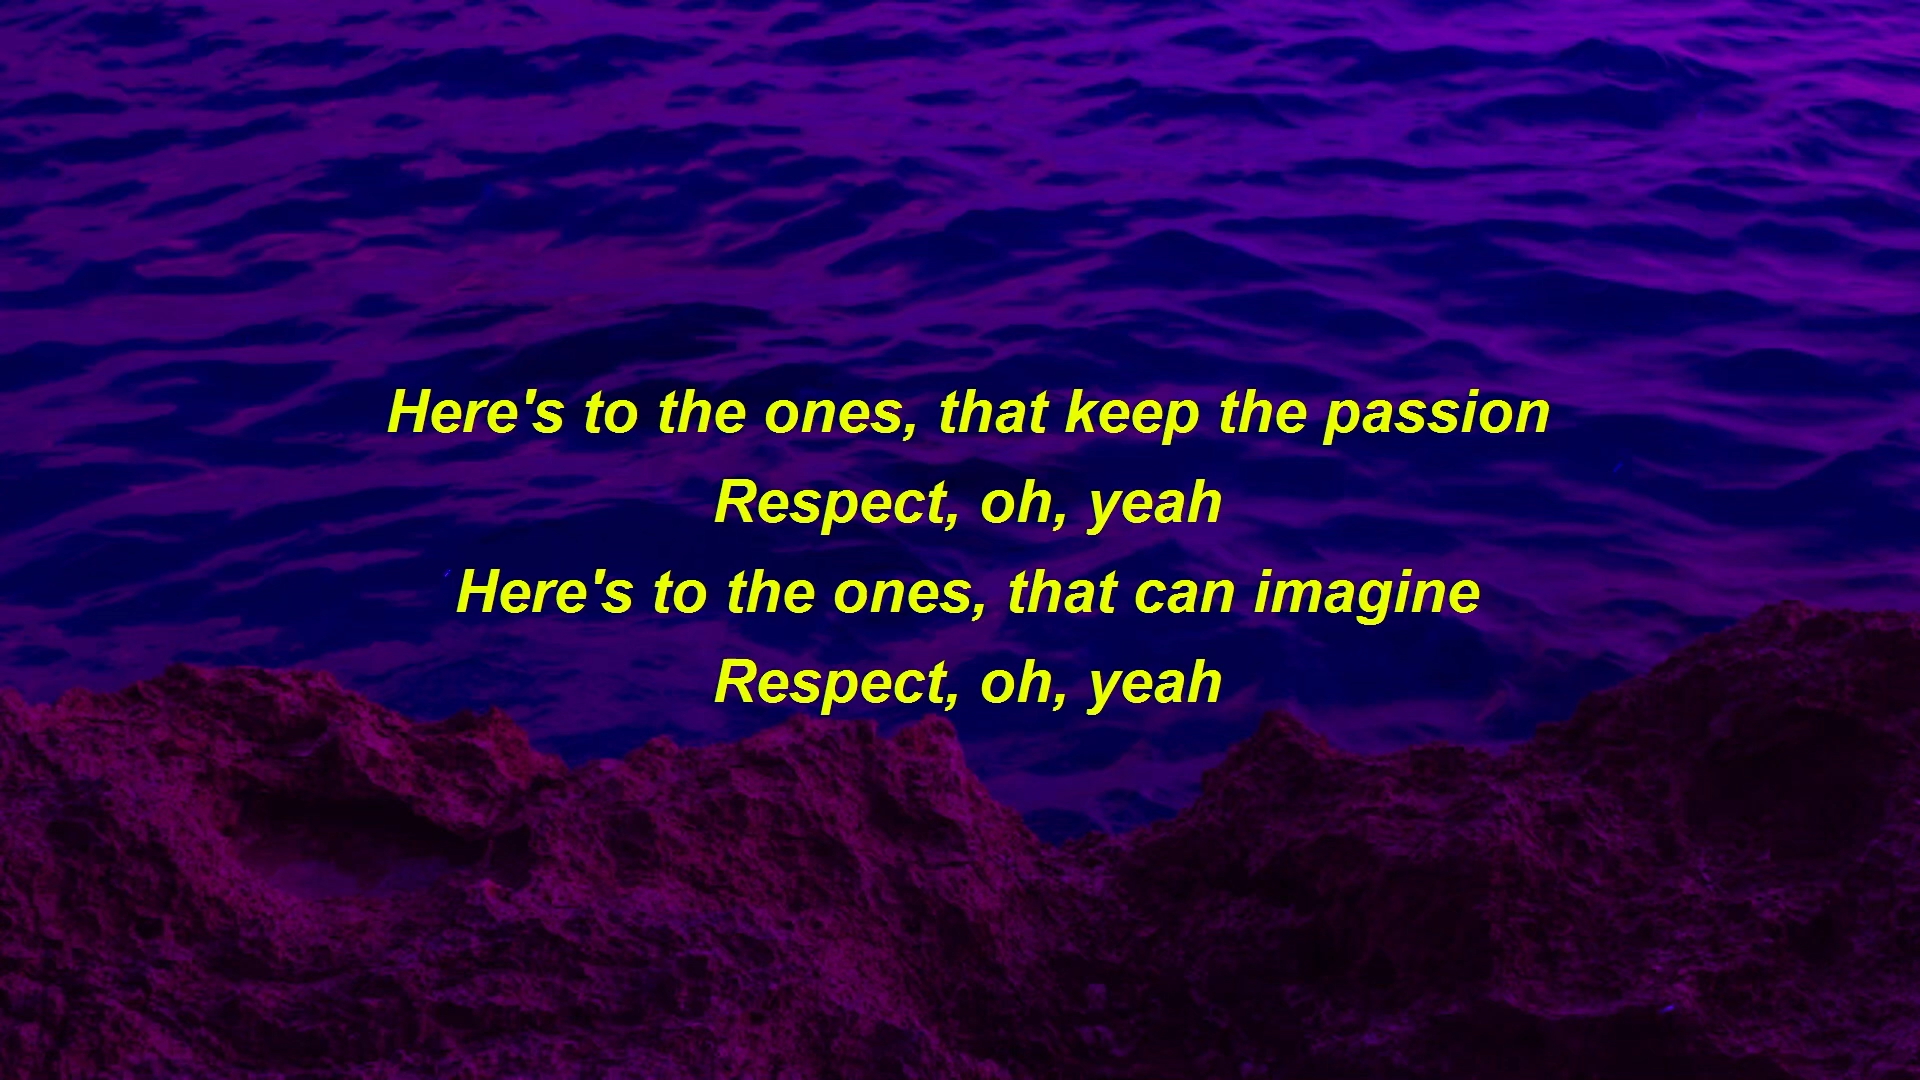 Here's to the ones, that keep the passion
Respect, oh, yeah
Here's to the ones, that can imagine
Respect, oh, yeah